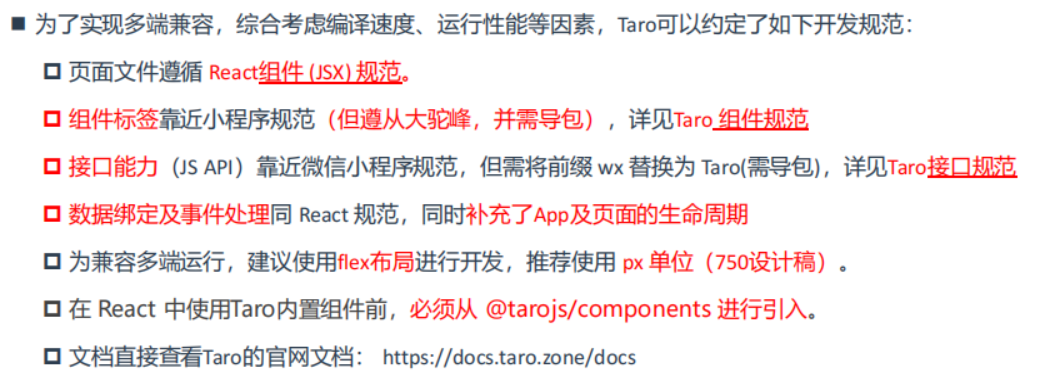 ■ 为了实现多端兼容，综合考虑编译速度、运行性能等因素，Taro可以约定了如下开发规范：
页面文件遵循 React组件 (JSX) 规范。
组件标签靠近小程序规范（但遵从大驼峰，并需导包），详见Taro 组件规范
接口能力（JS API）靠近微信小程序规范，但需将前缀 wx 替换为 Taro(需导包)，详见Taro接口规范
数据绑定及事件处理同 React 规范，同时补充了App及页面的生命周期
为兼容多端运行，建议使用flex布局进行开发，推荐使用 px 单位（750设计稿）。
在 React 中使用Taro内置组件前，必须从 @tarojs/components 进行引入。
文档直接查看Taro的官网文档： https://docs.taro.zone/docs